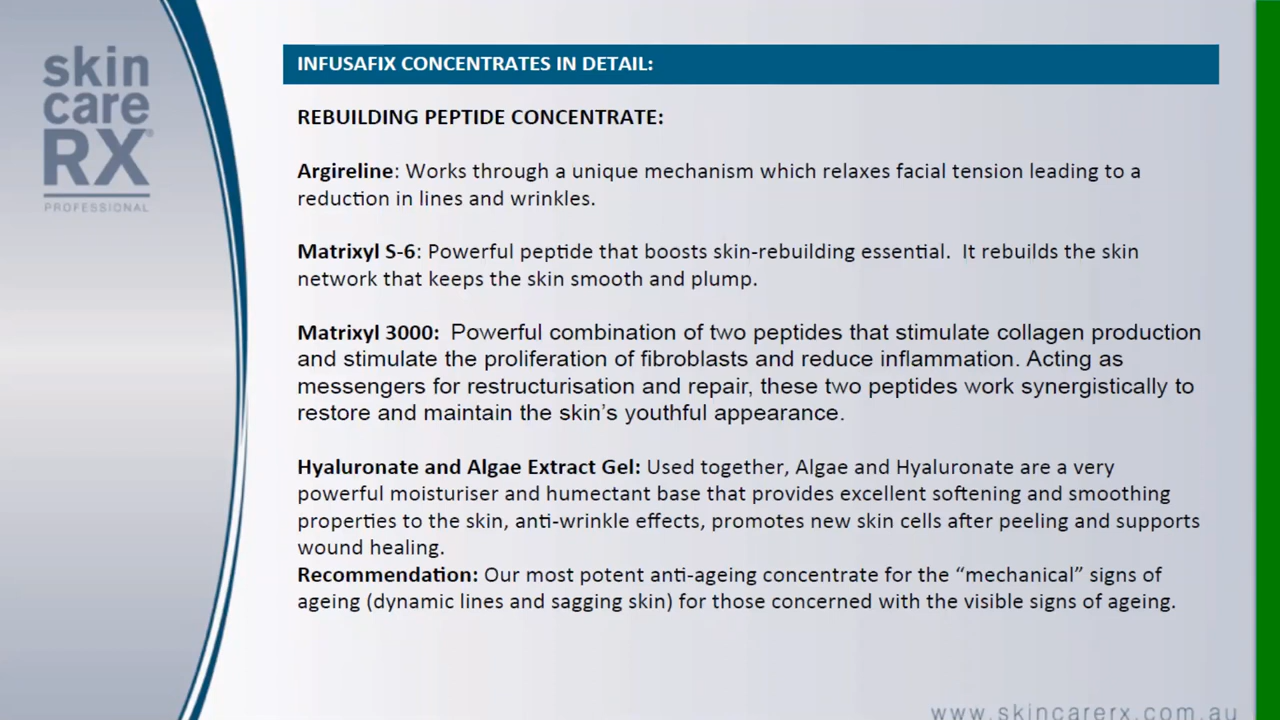 skin
care
RX®
PROFESSIONAL
INFUSAFIX CONCENTRATES IN DETAIL:
REBUILDING PEPTIDE CONCENTRATE:
Argireline: Works through a unique mechanism which relaxes facial tension leading to a
reduction in lines and wrinkles.
Matrixyl S-6: Powerful peptide that boosts skin-rebuilding essential.  It rebuilds the skin
network that keeps the skin smooth and plump.
Matrixyl 3000:  Powerful combination of two peptides that stimulate collagen production
and stimulate the proliferation of fibroblasts and reduce inflammation. Acting as
messengers for restructurisation and repair, these two peptides work synergistically to
restore and maintain the skin’s youthful appearance.
Hyaluronate and Algae Extract Gel: Used together, Algae and Hyaluronate are a very
powerful moisturiser and humectant base that provides excellent softening and smoothing
properties to the skin, anti-wrinkle effects, promotes new skin cells after peeling and supports
wound healing.
Recommendation: Our most potent anti-ageing concentrate for the “mechanical” signs of
ageing (dynamic lines and sagging skin) for those concerned with the visible signs of ageing.
www.skincarerx.com.au